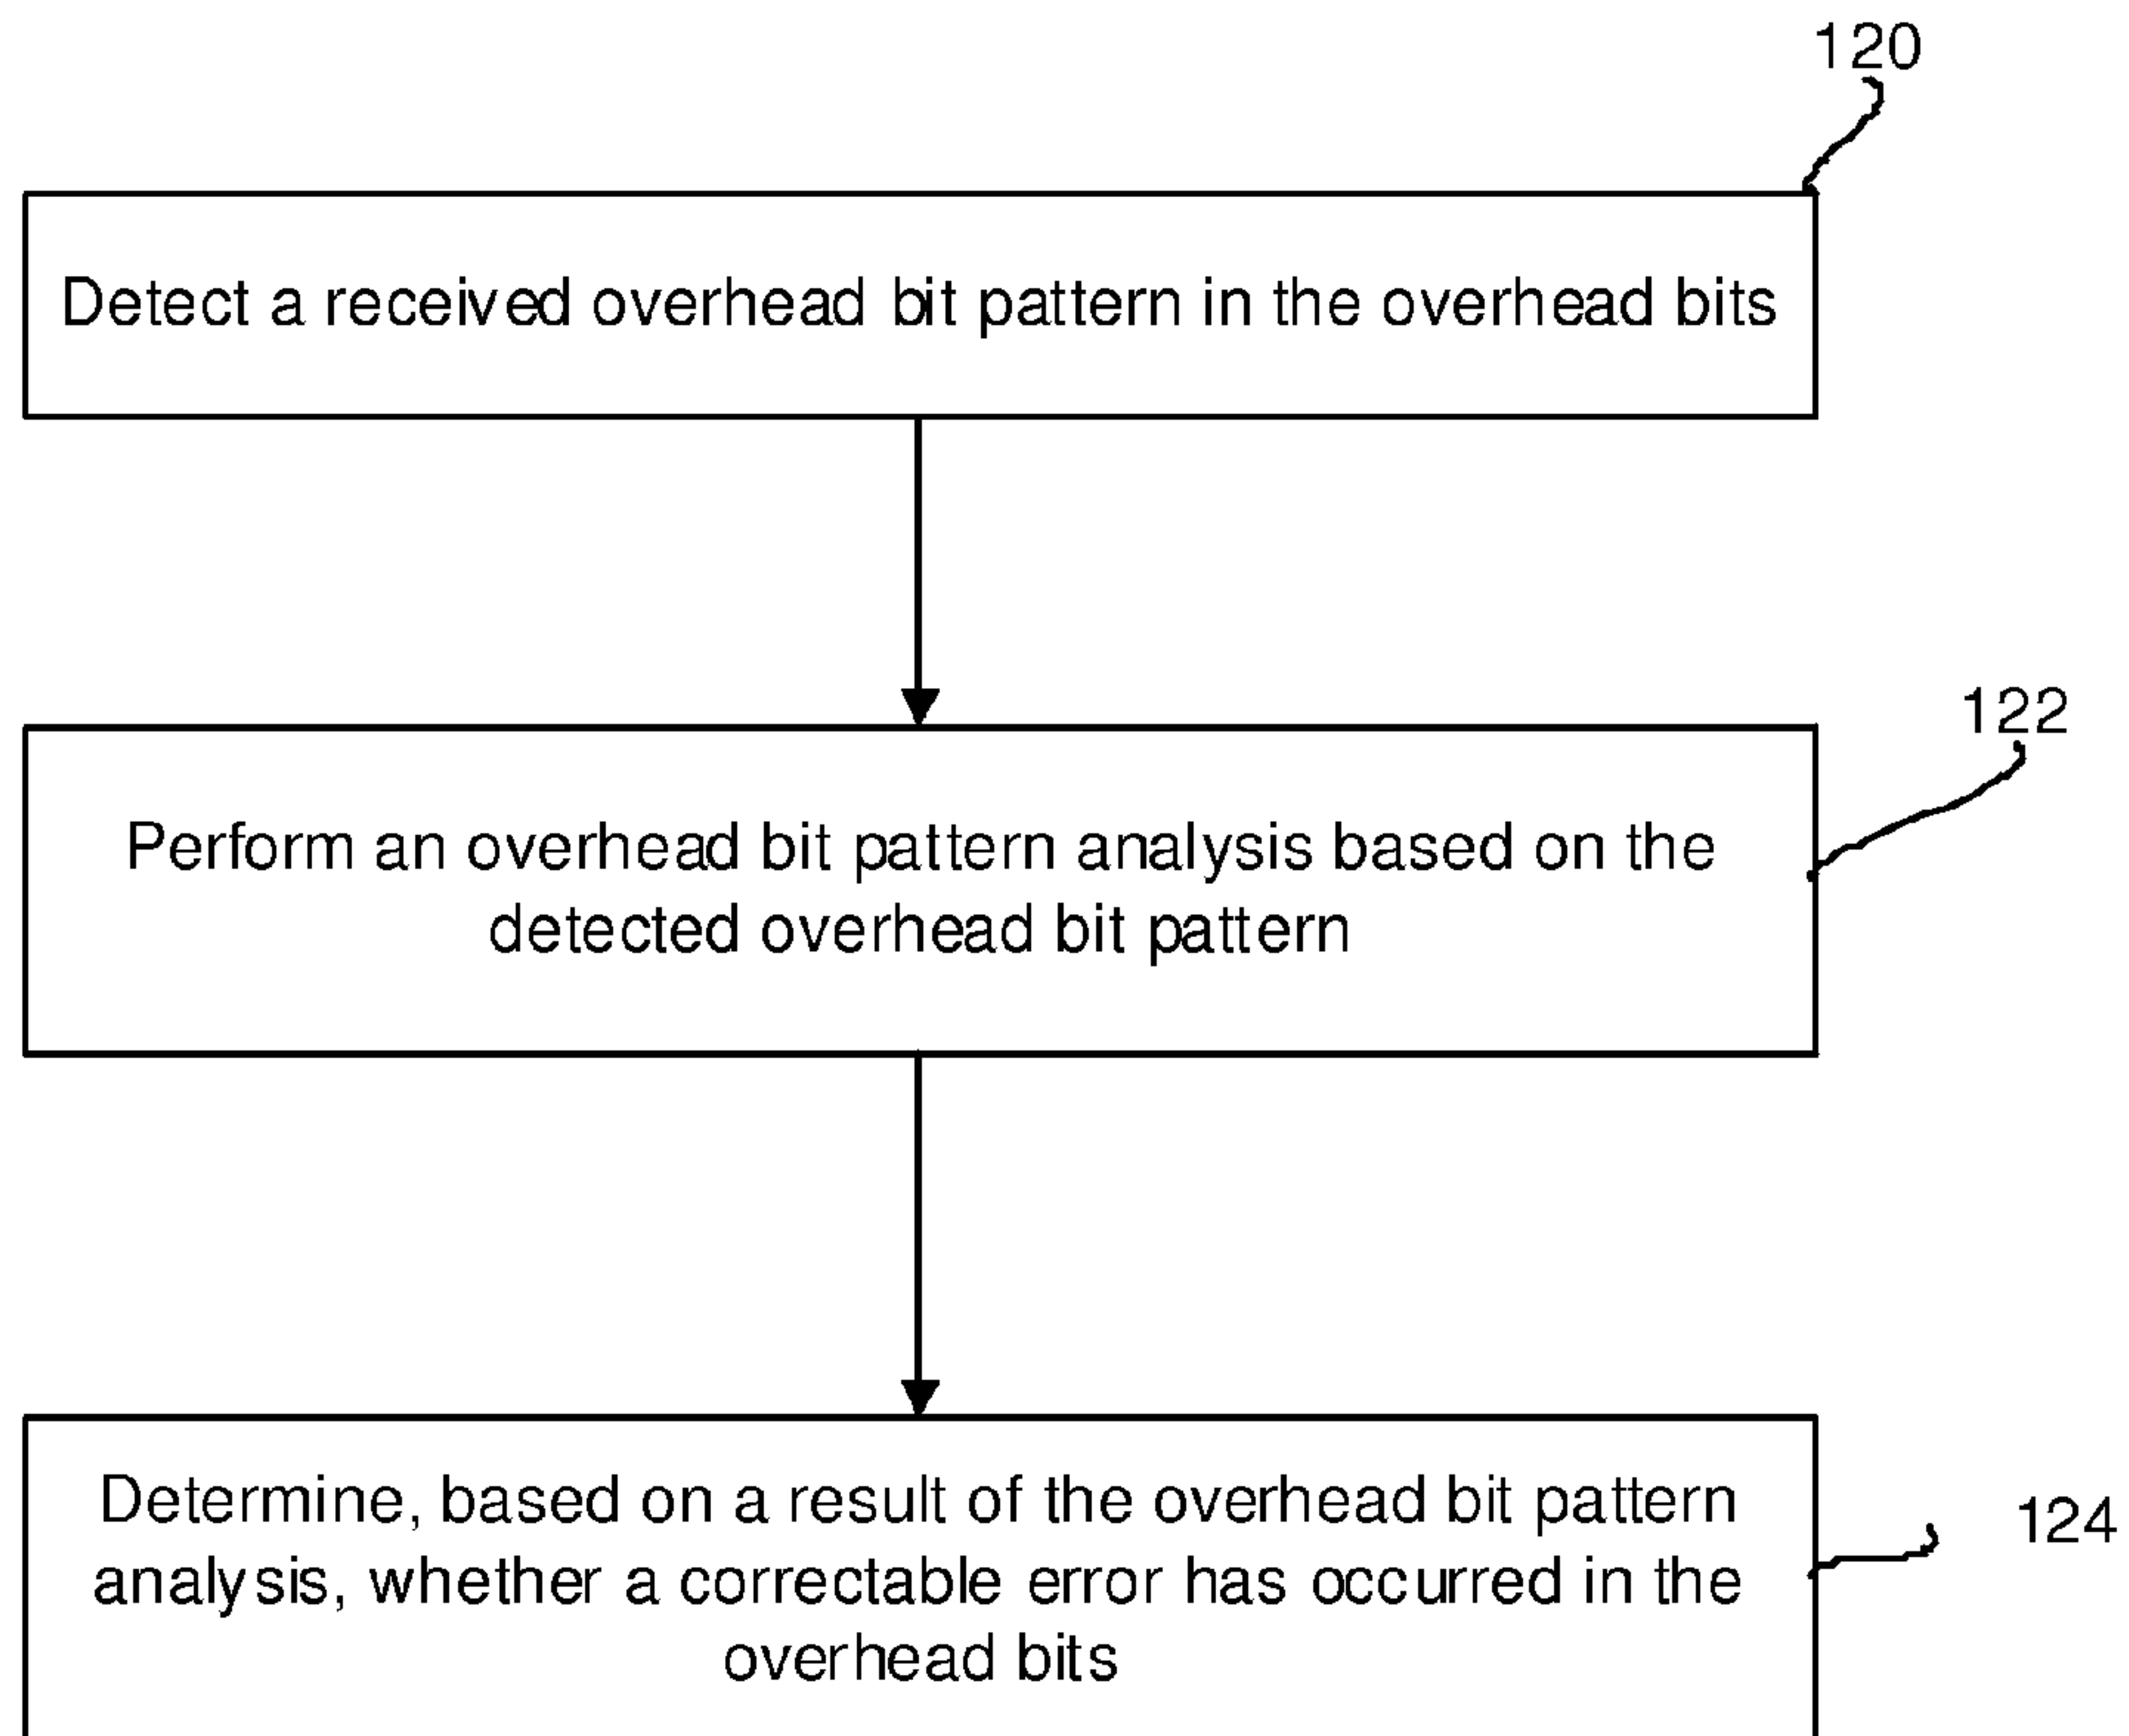 120
Detect a received overhead bit pattern in the overhead bits
122
Perform an overhead bit pattern analysis based on the
detected overhead bit pattern
Determine, based on a result of the overhead bit pattern
124
analysis, whether a correctable error has occurred in the
overhead bits